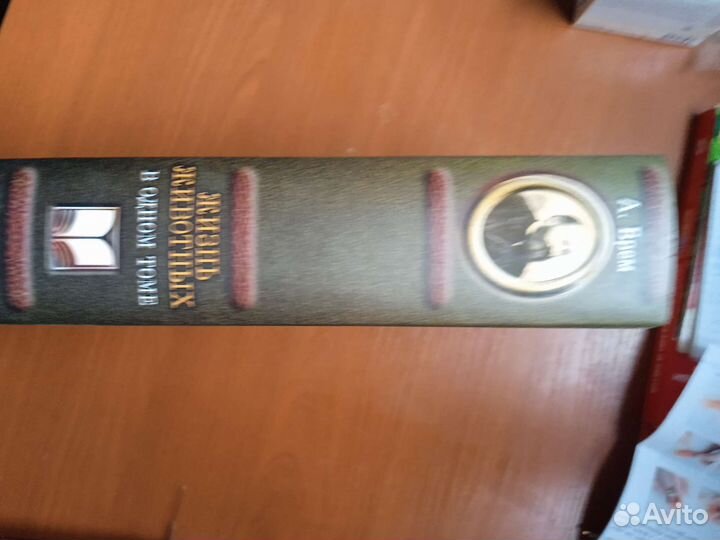 А. Брем
ЖИЗНЬ
ЖИВОТНЫХ
В ОДНОМ ТОМЕ
Avito